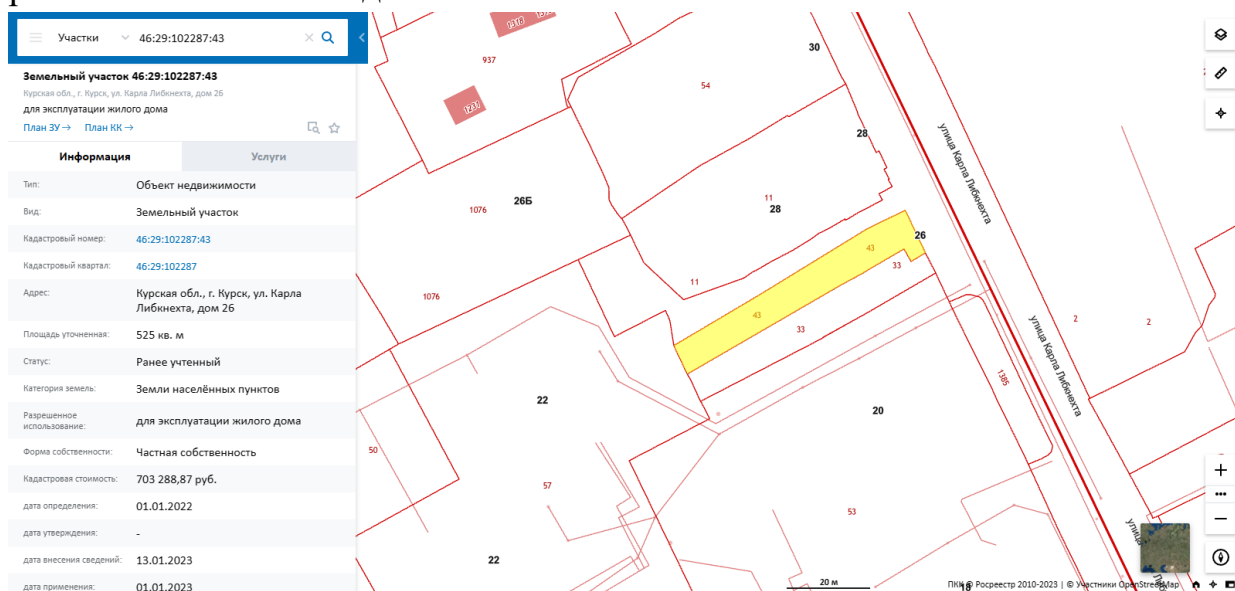 Участки 46:29:102287:43
Земельный участок 46:29:102287:43
Курская обл., г. Курск, ул. Карла Либкнехта, дом 26
для эксплуатации жилого дома
План ЗУ → План КК →
Информация Услуги
Тип: Объект недвижимости
Вид: Земельный участок
Кадастровый номер: 46:29:102287:43
Кадастровый квартал: 46:29:102287
Адрес: Курская обл., г. Курск, ул. Карла
Либкнехта, дом 26
Площадь уточненная: 525 кв. м
Статус: Ранее учтенный
Категория земель: Земли населённых пунктов
Разрешенное
использование: для эксплуатации жилого дома
Форма собственности: Частная собственность
Кадастровая стоимость: 703 288,87 руб.
дата определения: 01.01.2022
дата утверждения: -
дата внесения сведений: 13.01.2023
дата применения: 01.01.2023
1318
937
30
54
1237
28
улица Карла Либкнехта
26Б
1076
11
28
26
43
33
11
1076
43
33
улица Карла Либкнехта
2
2
1385
22
20
50
57
53
22
улица
20 м
18
ПКК © Росреестр 2010-2023 | © Участники OpenStreetMap